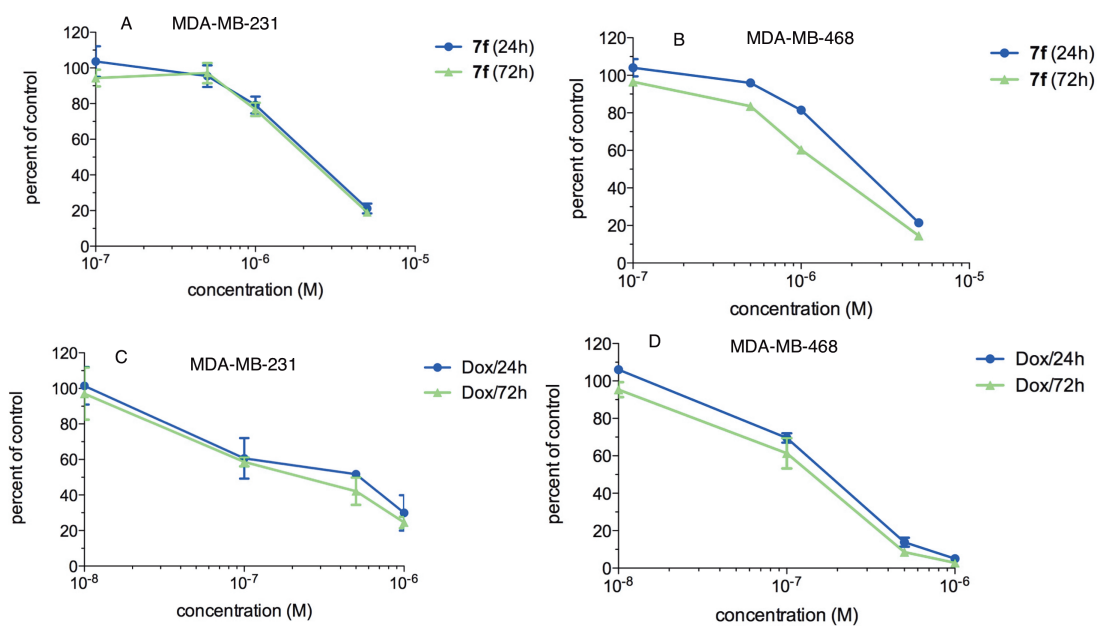 A MDA-MB-231
7f (24h)
7f (72h)
percent of control
120
100
80
60
40
20
0
10-7
10-6
10-5
concentration (M)
B MDA-MB-468
7f (24h)
7f (72h)
percent of control
120
100
80
60
40
20
0
10-7
10-6
10-5
concentration (M)
C MDA-MB-231
Dox/24h
Dox/72h
percent of control
120
100
80
60
40
20
0
10-8
10-7
10-6
concentration (M)
D MDA-MB-468
Dox/24h
Dox/72h
percent of control
120
100
80
60
40
20
0
10-8
10-7
10-6
concentration (M)